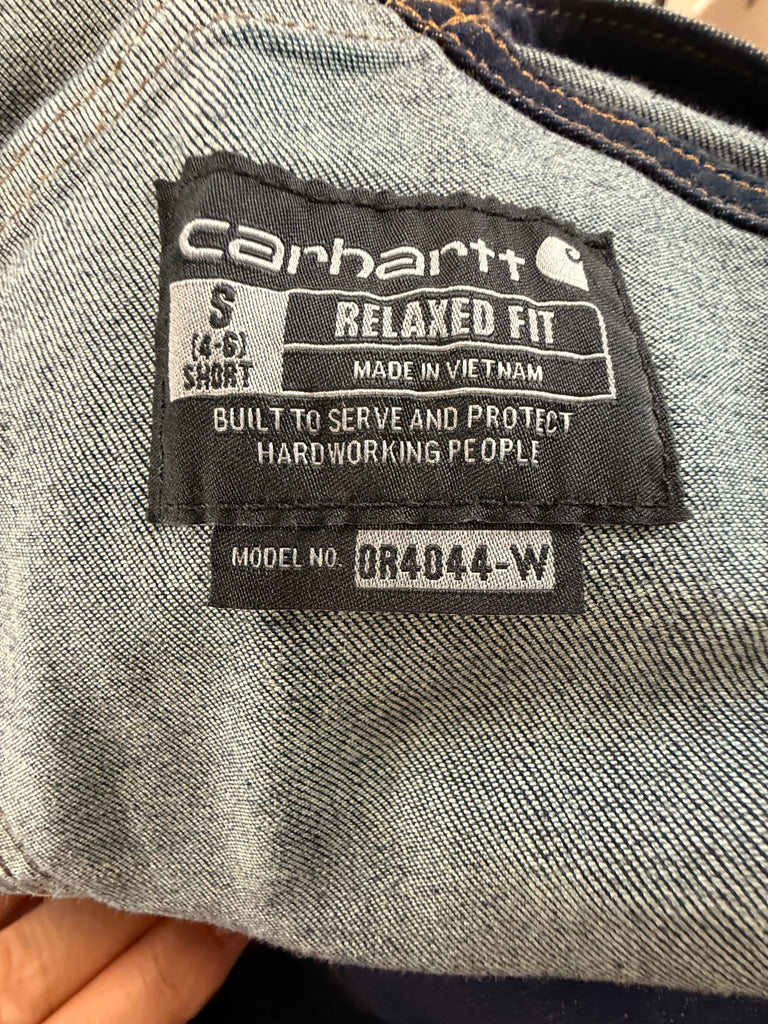 carhartt
S
(4-6)
SHORT
RELAXED FIT
MADE IN VIETNAM
BUILT TO SERVE AND PROTECT
HARDWORKING PEOPLE
MODEL NO. OR4044-W